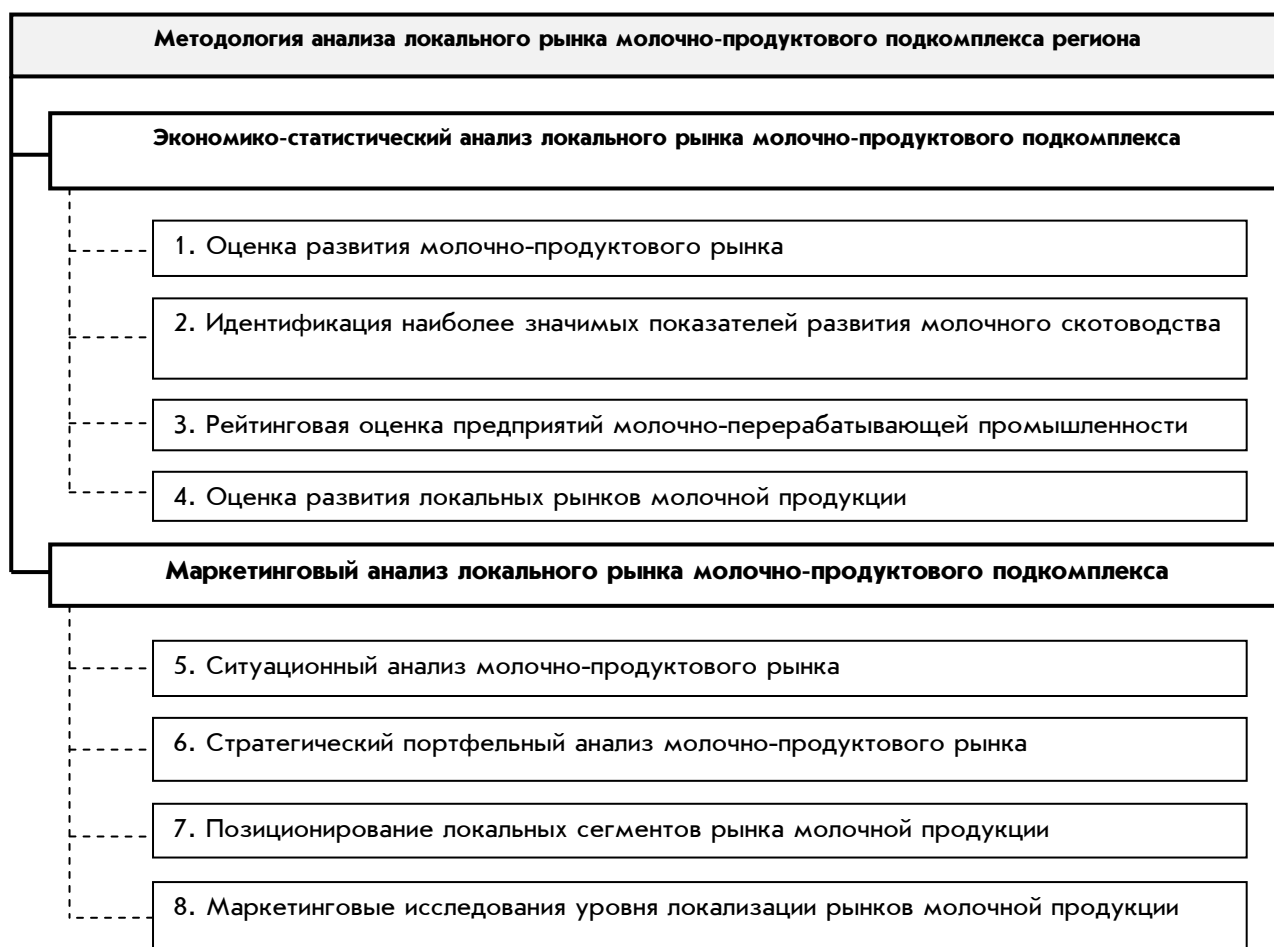 Методология анализа локального рынка молочно-продуктового подкомплекса региона
Экономико-статистический анализ локального рынка молочно-продуктового подкомплекса
1. Оценка развития молочно-продуктового рынка
2. Идентификация наиболее значимых показателей развития молочного скотоводства
3. Рейтинговая оценка предприятий молочно-перерабатывающей промышленности
4. Оценка развития локальных рынков молочной продукции
Маркетинговый анализ локального рынка молочно-продуктового подкомплекса
5. Ситуационный анализ молочно-продуктового рынка
6. Стратегический портфельный анализ молочно-продуктового рынка
7. Позиционирование локальных сегментов рынка молочной продукции
8. Маркетинговые исследования уровня локализации рынков молочной продукции